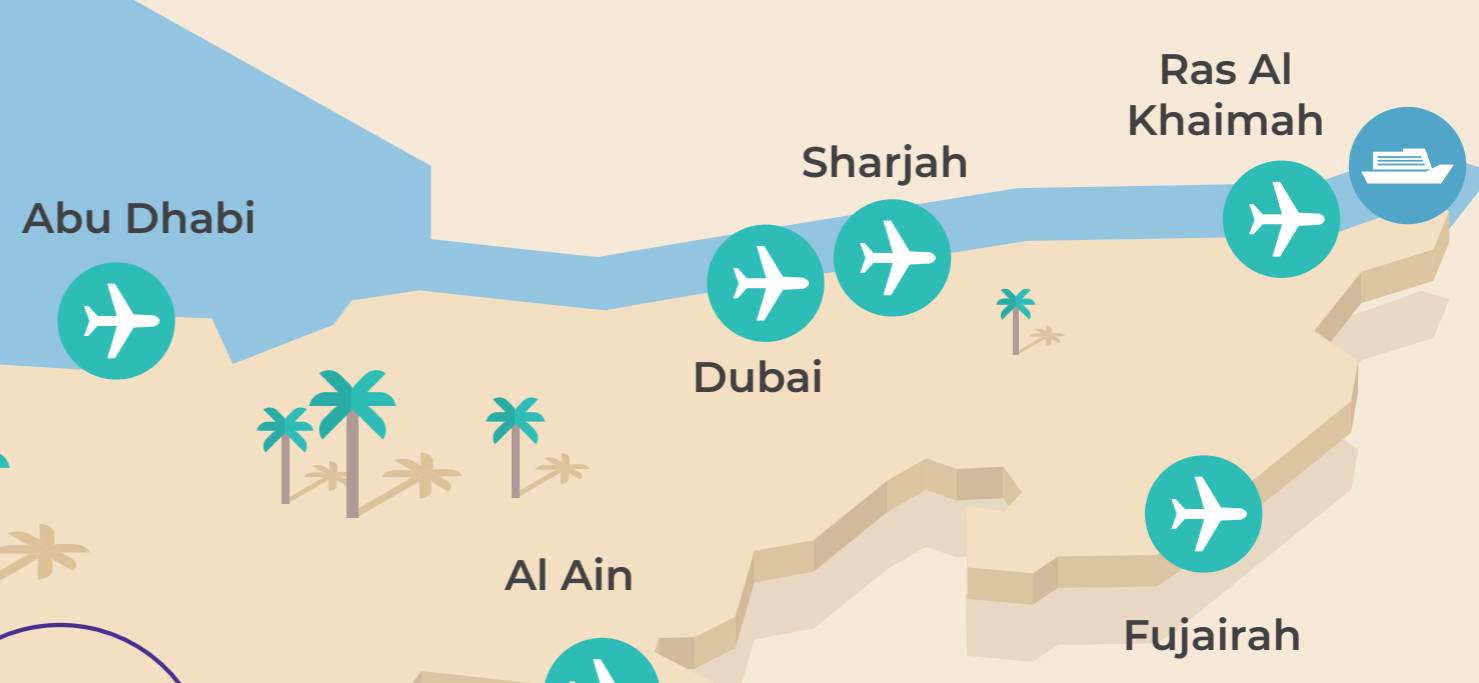 Ras Al
Khaimah
Sharjah
Abu Dhabi
Dubai
Al Ain
Fujairah